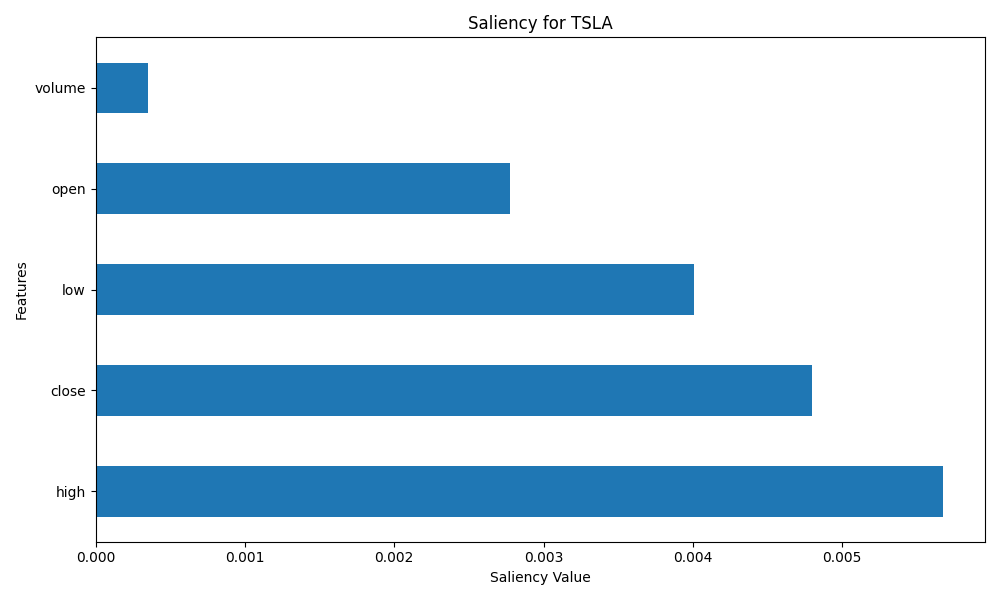 Saliency for TSLA
volume
open
low
close
high
Features
0.000
0.001
0.002
0.003
0.004
0.005
Saliency Value